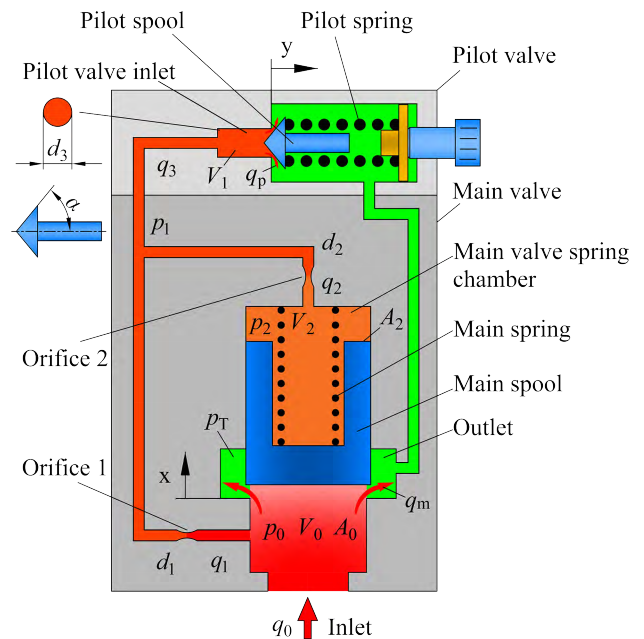 Pilot spool
Pilot spring
Pilot valve inlet
y
Pilot valve
d3
q3
V1
qp
α
Main valve
p1
d2
Main valve spring
chamber
q2
p2
V2
A2
Orifice 2
Main spring
Main spool
pT
Outlet
Orifice 1
x
qm
p0
V0
A0
d1
q1
q0
Inlet